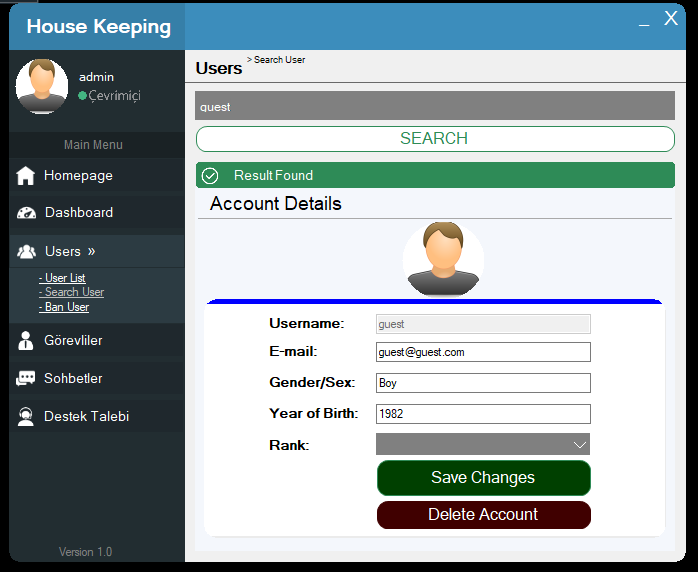 House Keeping
_ X
admin
Çevrimiçi
Main Menu
Homepage
Dashboard
Users »
- User List
- Search User
- Ban User
Görevliler
Sohbetler
Destek Talebi
Version 1.0
Users > Search User
guest
SEARCH
Result Found
Account Details
Username: guest
E-mail: guest@guest.com
Gender/Sex: Boy
Year of Birth: 1982
Rank:
Save Changes
Delete Account